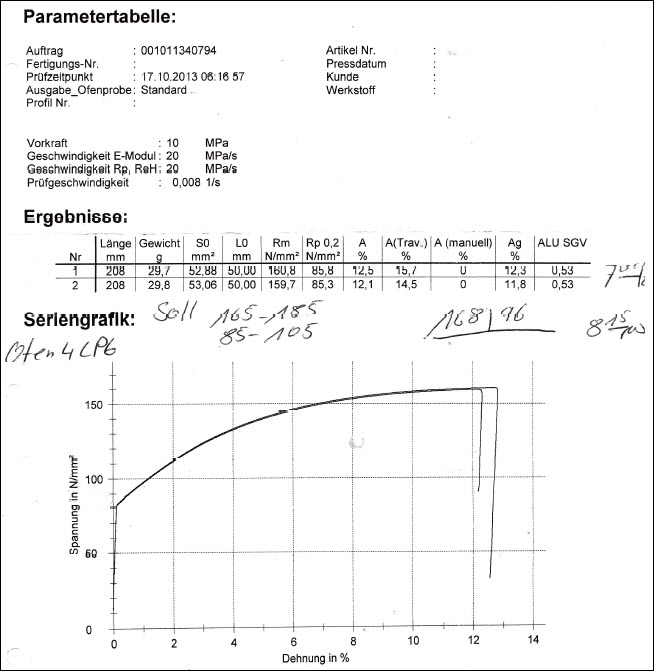 Parametertabelle:
Auftrag : 001011340794
Fertigungs-Nr. :
Prüfzeitpunkt : 17.10.2013 06:16 57
Ausgabe_Ofenprobe : Standard
Profil Nr. :
Artikel Nr. :
Pressdatum :
Kunde :
Werkstoff :
Vorkraft : 10 MPa
Geschwindigkeit E-Modul : 20 MPa/s
Geschwindigkeit Rp, ReH : 20 MPa/s
Prüfgeschwindigkeit : 0,008 1/s
Ergebnisse:
Nr Länge mm Gewicht g S0 mm² L0 mm Rm N/mm² Rp 0,2 N/mm² A % A(Trav.) % A (manuell) % Ag % ALU SGV
1 208 29,7 52,88 50,00 160,8 85,8 12,5 15,7 0 12,3 0,53
2 208 29,8 53,06 50,00 159,7 85,3 12,1 14,5 0 11,8 0,53
Seriengrafik:
Soll 165-185
85-105
168 | 96
8 15
Ofen 4 LP6
Spannung in N/mm²
150
100
50
0
0 2 4 6 8 10 12 14
Dehnung in %